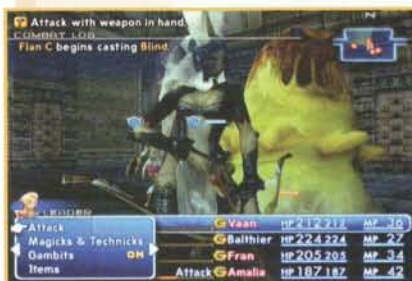 Attack with weapon in hand.
COMBAT LOG
Flan C begins casting Blind.
N
LEADER
Attack
Magicks & Technicks
Gambits ON
Items
G Vaan HP 212 212 MP 36
G Balthier HP 224 224 MP 27
G Fran HP 205 205 MP 34
Attack G Amalia HP 187 187 MP 42